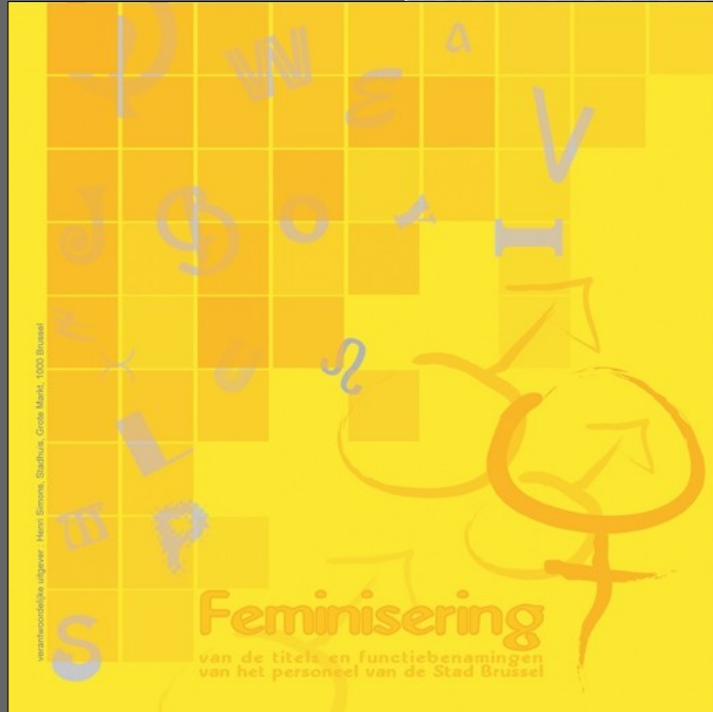 W
a
V
J
O
r
I
U
L
m
P
S
Feminisering
van de titels en functiebenamingen
van het personeel van de Stad Brussel
verantwoordelijke uitgever : Henri Simons, Stadhuis, Grote Markt, 1000 Brussel